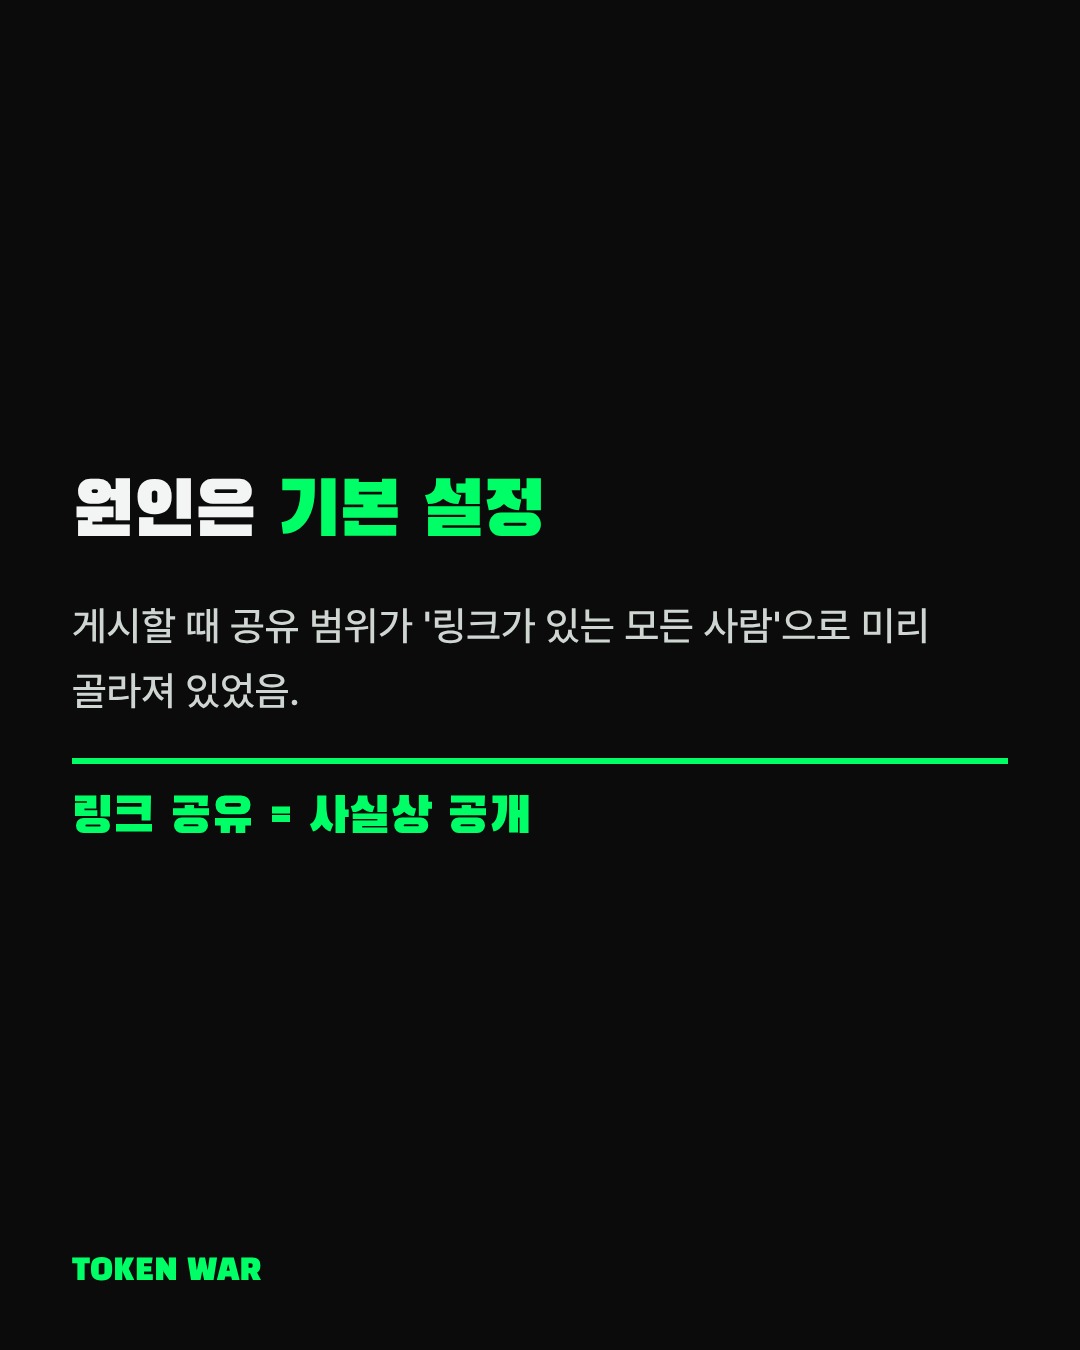 원인은 기본 설정
게시할 때 공유 범위가 '링크가 있는 모든 사람'으로 미리
골라져 있었음.
링크 공유 = 사실상 공개
TOKEN WAR